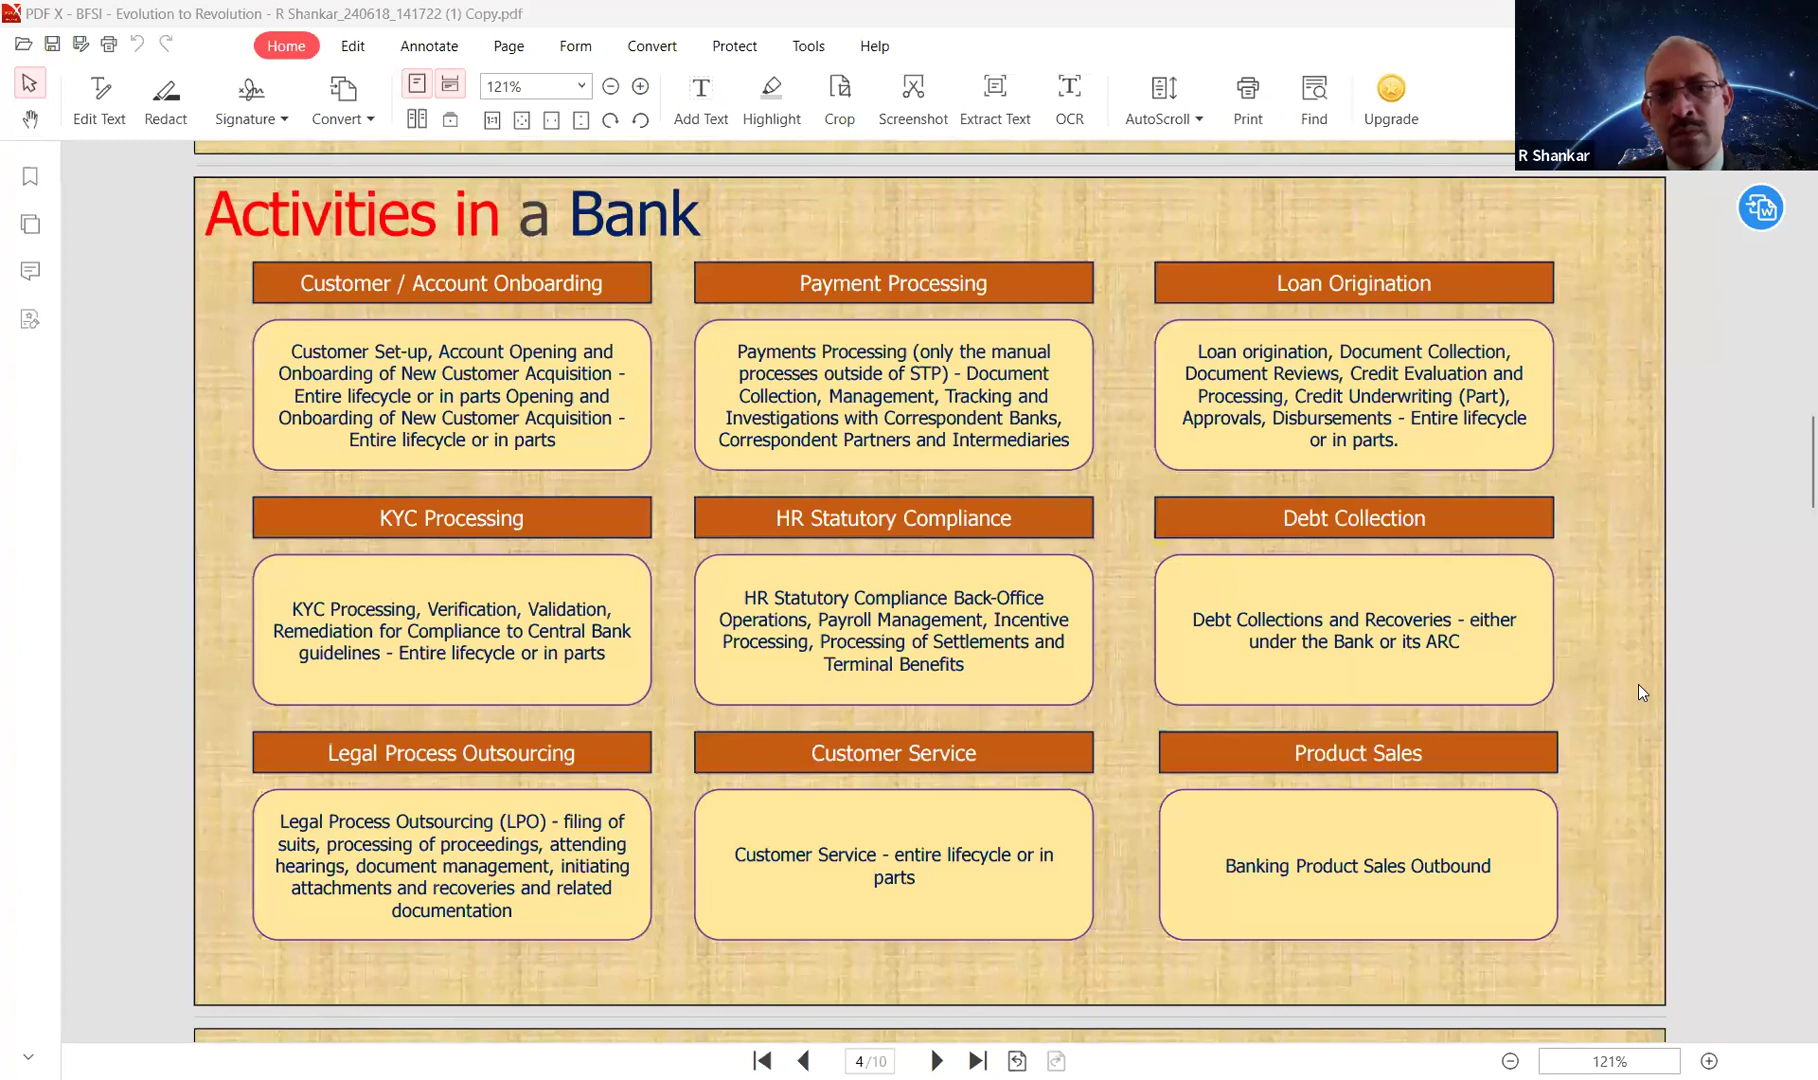 PDF X - BFSI - Evolution to Revolution - R Shankar_240618_141722 (1) Copy.pdf
Home Edit Annotate Page Form Convert Protect Tools Help
121%
Edit Text Redact Signature Convert Add Text Highlight Crop Screenshot Extract Text OCR AutoScroll Print Find Upgrade
R Shankar
Activities in a Bank
Customer / Account Onboarding
Customer Set-up, Account Opening and
Onboarding of New Customer Acquisition -
Entire lifecycle or in parts Opening and
Onboarding of New Customer Acquisition -
Entire lifecycle or in parts
Payment Processing
Payments Processing (only the manual
processes outside of STP) - Document
Collection, Management, Tracking and
Investigations with Correspondent Banks,
Correspondent Partners and Intermediaries
Loan Origination
Loan origination, Document Collection,
Document Reviews, Credit Evaluation and
Processing, Credit Underwriting (Part),
Approvals, Disbursements - Entire lifecycle
or in parts.
KYC Processing
KYC Processing, Verification, Validation,
Remediation for Compliance to Central Bank
guidelines - Entire lifecycle or in parts
HR Statutory Compliance
HR Statutory Compliance Back-Office
Operations, Payroll Management, Incentive
Processing, Processing of Settlements and
Terminal Benefits
Debt Collection
Debt Collections and Recoveries - either
under the Bank or its ARC
Legal Process Outsourcing
Legal Process Outsourcing (LPO) - filing of
suits, processing of proceedings, attending
hearings, document management, initiating
attachments and recoveries and related
documentation
Customer Service
Customer Service - entire lifecycle or in
parts
Product Sales
Banking Product Sales Outbound
4 /10
121%